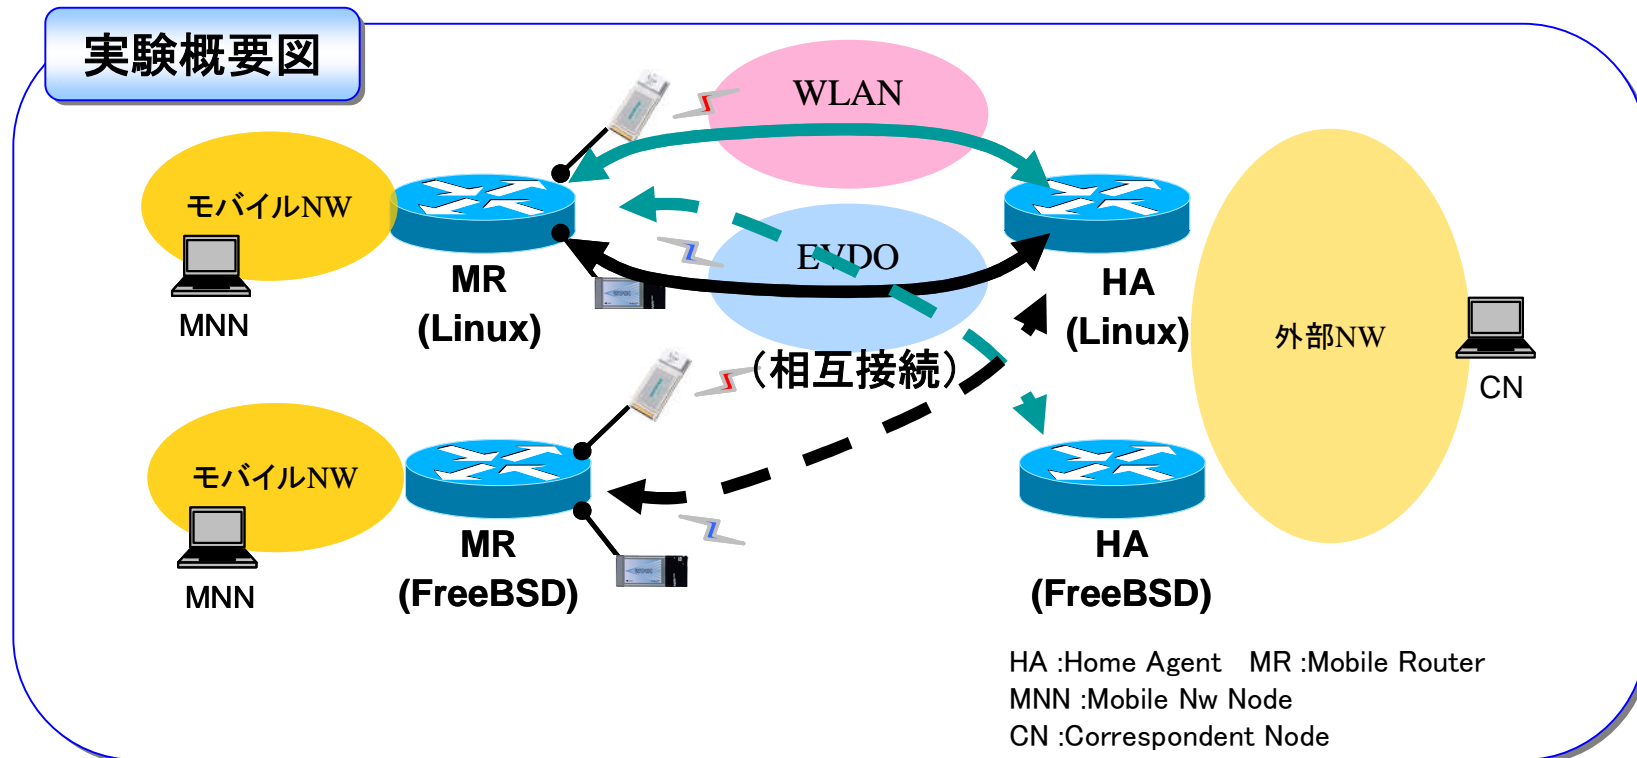 実験概要図
WLAN
モバイルNW
EVDO
MR
(Linux)
HA
(Linux)
MNN
外部NW
(相互接続)
CN
モバイルNW
MR
(FreeBSD)
HA
(FreeBSD)
MNN
HA :Home Agent　MR :Mobile Router
MNN :Mobile Nw Node
CN :Correspondent Node